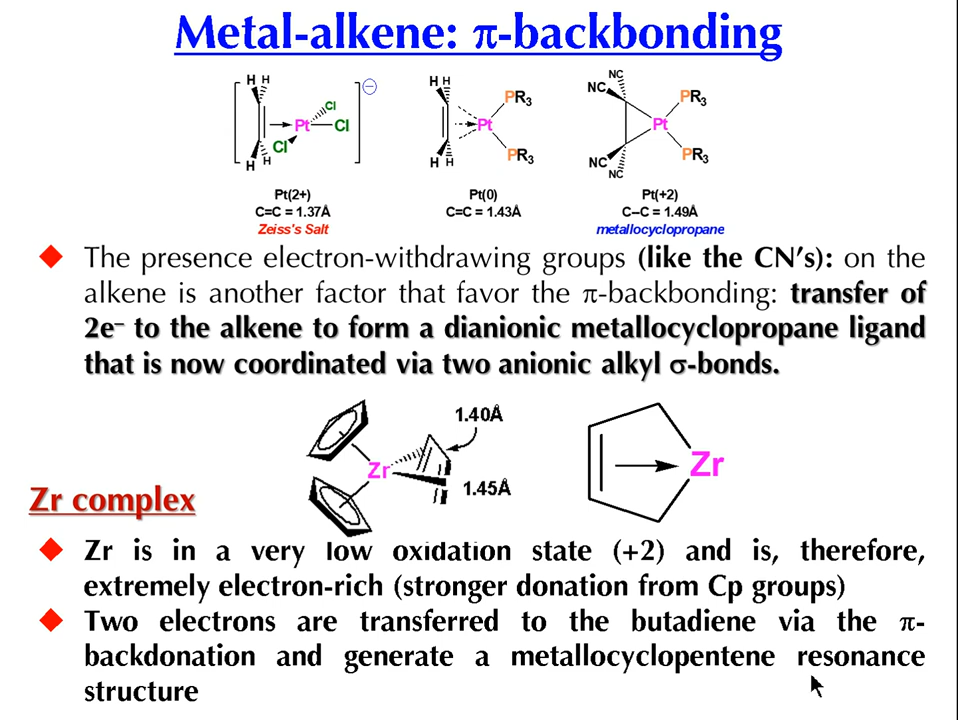 Metal-alkene: π-backbonding
H H
Cl
Pt
Cl
Cl
H H
H H
PR3
Pt
PR3
H H
NC
NC
PR3
Pt
NC
PR3
NC
Pt(2+)
C=C = 1.37Å
Zeiss's Salt
Pt(0)
C=C = 1.43Å
Pt(+2)
C–C = 1.49Å
metallocyclopropane
The presence electron-withdrawing groups (like the CN's): on the
alkene is another factor that favor the π-backbonding: transfer of
2e– to the alkene to form a dianionic metallocyclopropane ligand
that is now coordinated via two anionic alkyl σ-bonds.
1.40Å
Zr
1.45Å
Zr
Zr complex
Zr is in a very low oxidation state (+2) and is, therefore,
extremely electron-rich (stronger donation from Cp groups)
Two electrons are transferred to the butadiene via the π-
backdonation and generate a metallocyclopentene resonance
structure